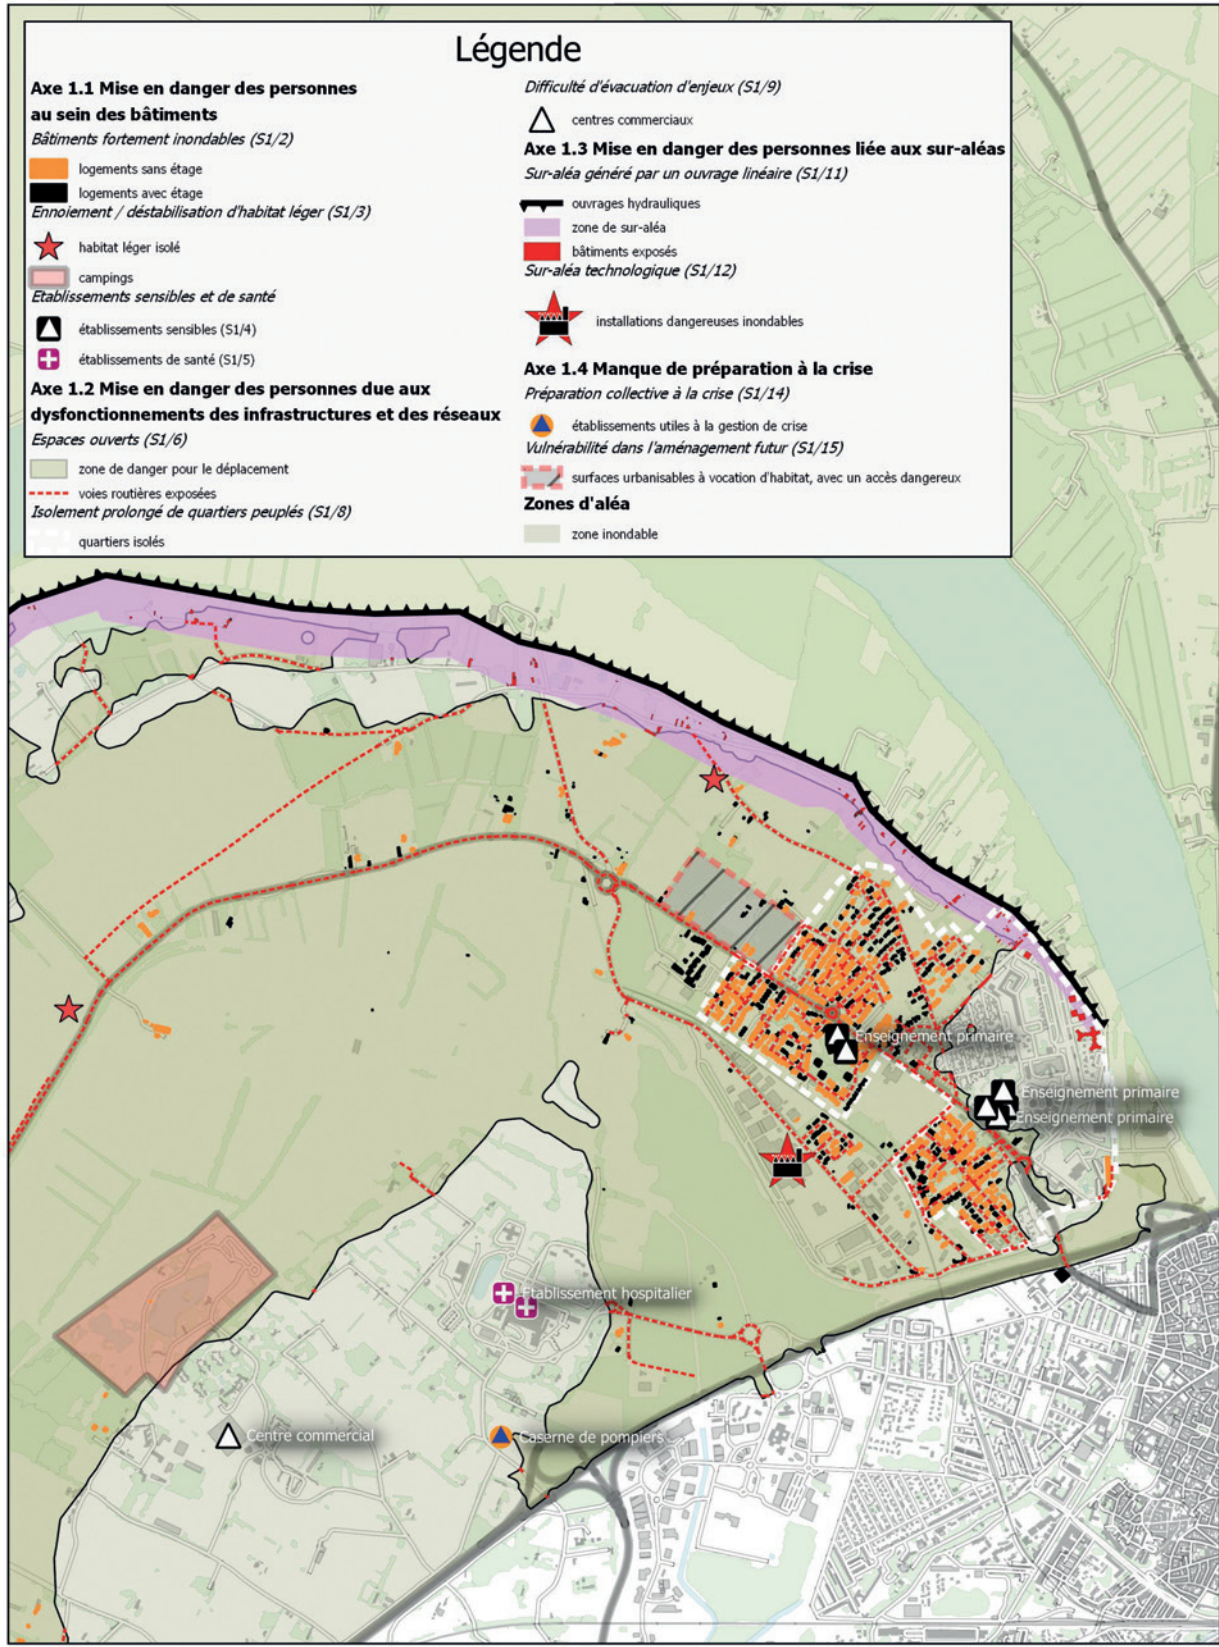 Légende
Axe 1.1 Mise en danger des personnes
au sein des bâtiments
Bâtiments fortement inondables (S1/2)
logements sans étage
logements avec étage
Ennoiement / déstabilisation d'habitat léger (S1/3)
habitat léger isolé
campings
Etablissements sensibles et de santé
établissements sensibles (S1/4)
établissements de santé (S1/5)
Axe 1.2 Mise en danger des personnes due aux
dysfonctionnements des infrastructures et des réseaux
Espaces ouverts (S1/6)
zone de danger pour le déplacement
voies routières exposées
Isolement prolongé de quartiers peuplés (S1/8)
quartiers isolés
Difficulté d'évacuation d'enjeux (S1/9)
centres commerciaux
Axe 1.3 Mise en danger des personnes liée aux sur-aléas
Sur-aléa généré par un ouvrage linéaire (S1/11)
ouvrages hydrauliques
zone de sur-aléa
bâtiments exposés
Sur-aléa technologique (S1/12)
installations dangereuses inondables
Axe 1.4 Manque de préparation à la crise
Préparation collective à la crise (S1/14)
établissements utiles à la gestion de crise
Vulnérabilité dans l'aménagement futur (S1/15)
surfaces urbanisables à vocation d'habitat, avec un accès dangereux
Zones d'aléa
zone inondable
Enseignement primaire
Enseignement primaire
Enseignement primaire
Etablissement hospitalier
Centre commercial
Caserne de pompiers